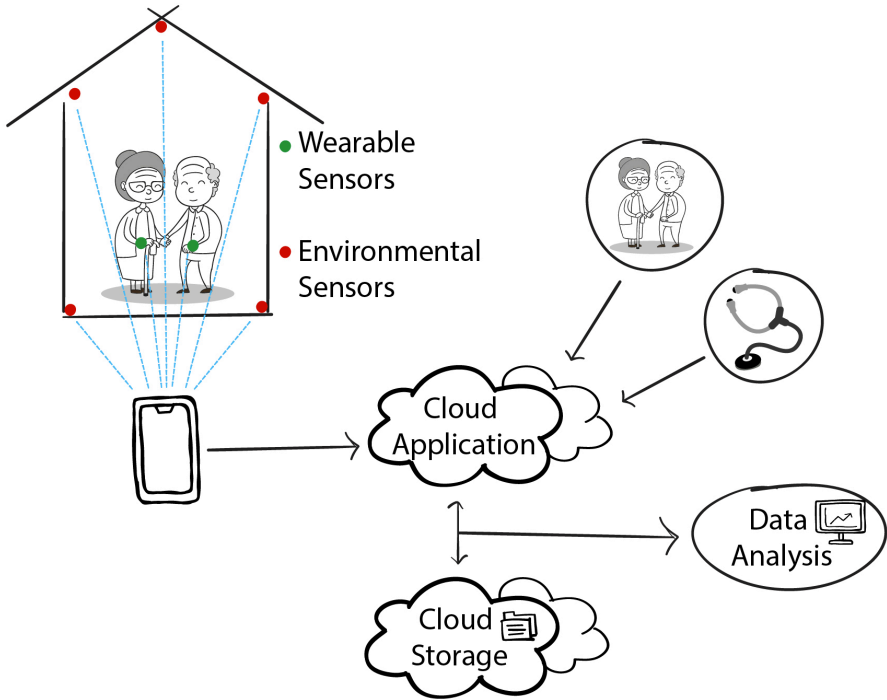 Wearable
Sensors
Environmental
Sensors
Cloud
Application
Data
Analysis
Cloud
Storage